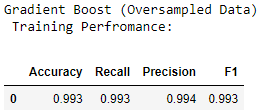 Gradient Boost (Oversampled Data)
Training Perfromance:
Accuracy Recall Precision F1
0 0.993 0.993 0.994 0.993